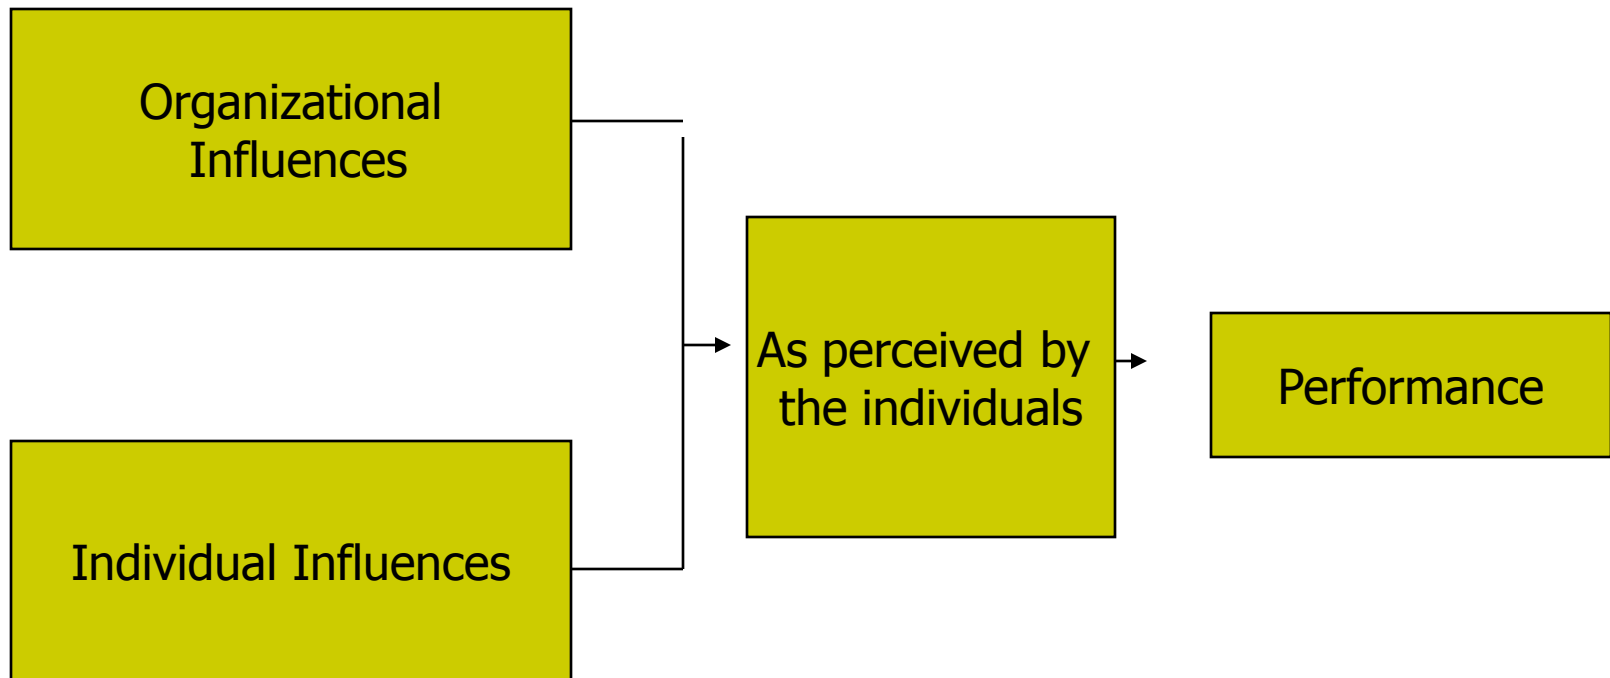 Organizational
Influences
As perceived by
the individuals
Performance
Individual Influences